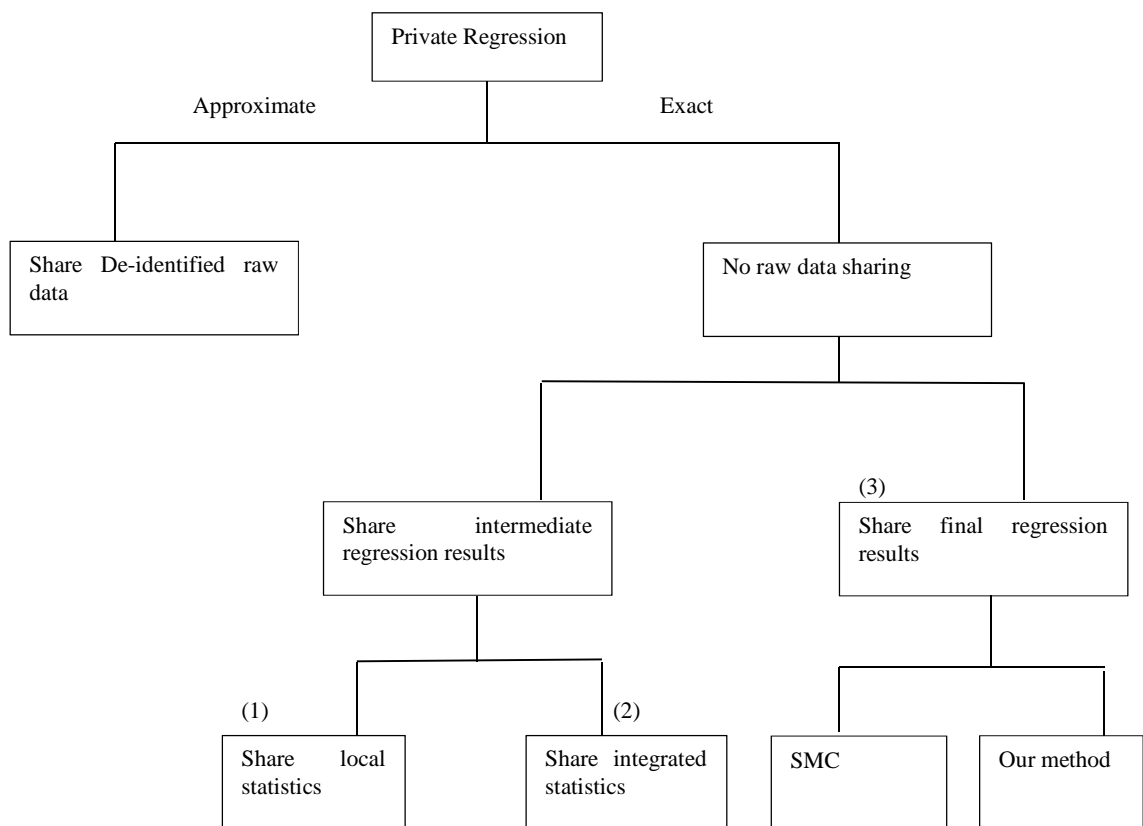 Private Regression
Approximate
Exact
Share De-identified raw
data
No raw data sharing
(3)
Share intermediate
regression results
Share final regression
results
(1)
(2)
Share local
statistics
Share integrated
statistics
SMC
Our method